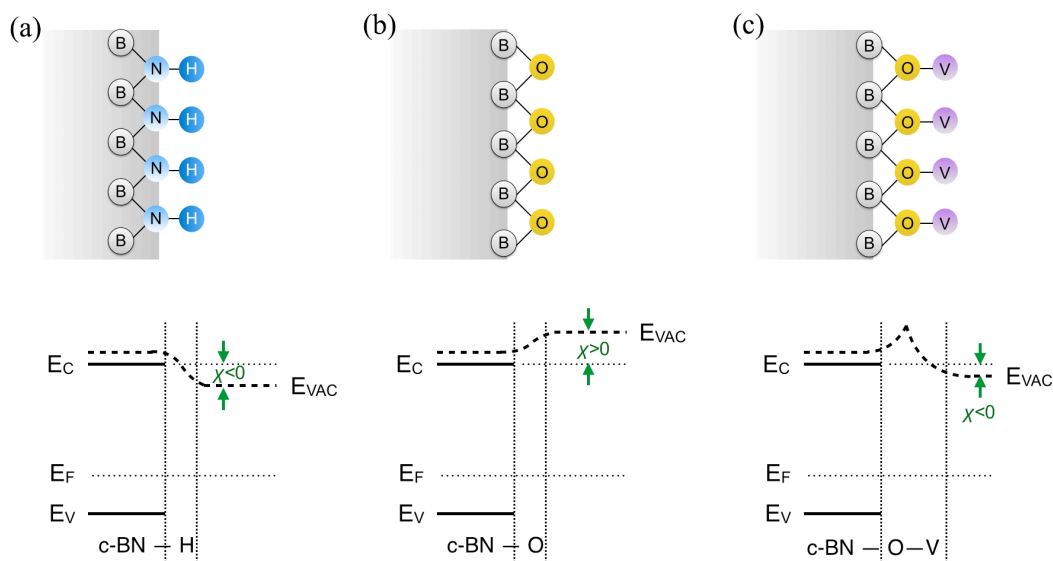 (a)
B
N H
B
N H
B
N H
B
N H
B
(b)
B
O
B
O
B
O
B
O
B
(c)
B
O V
B
O V
B
O V
B
O V
B
E_C
χ<0
E_VAC
E_F
E_V
c-BN — H
E_C
χ>0
E_VAC
E_F
E_V
c-BN — O
E_C
E_VAC
χ<0
E_F
E_V
c-BN — O — V